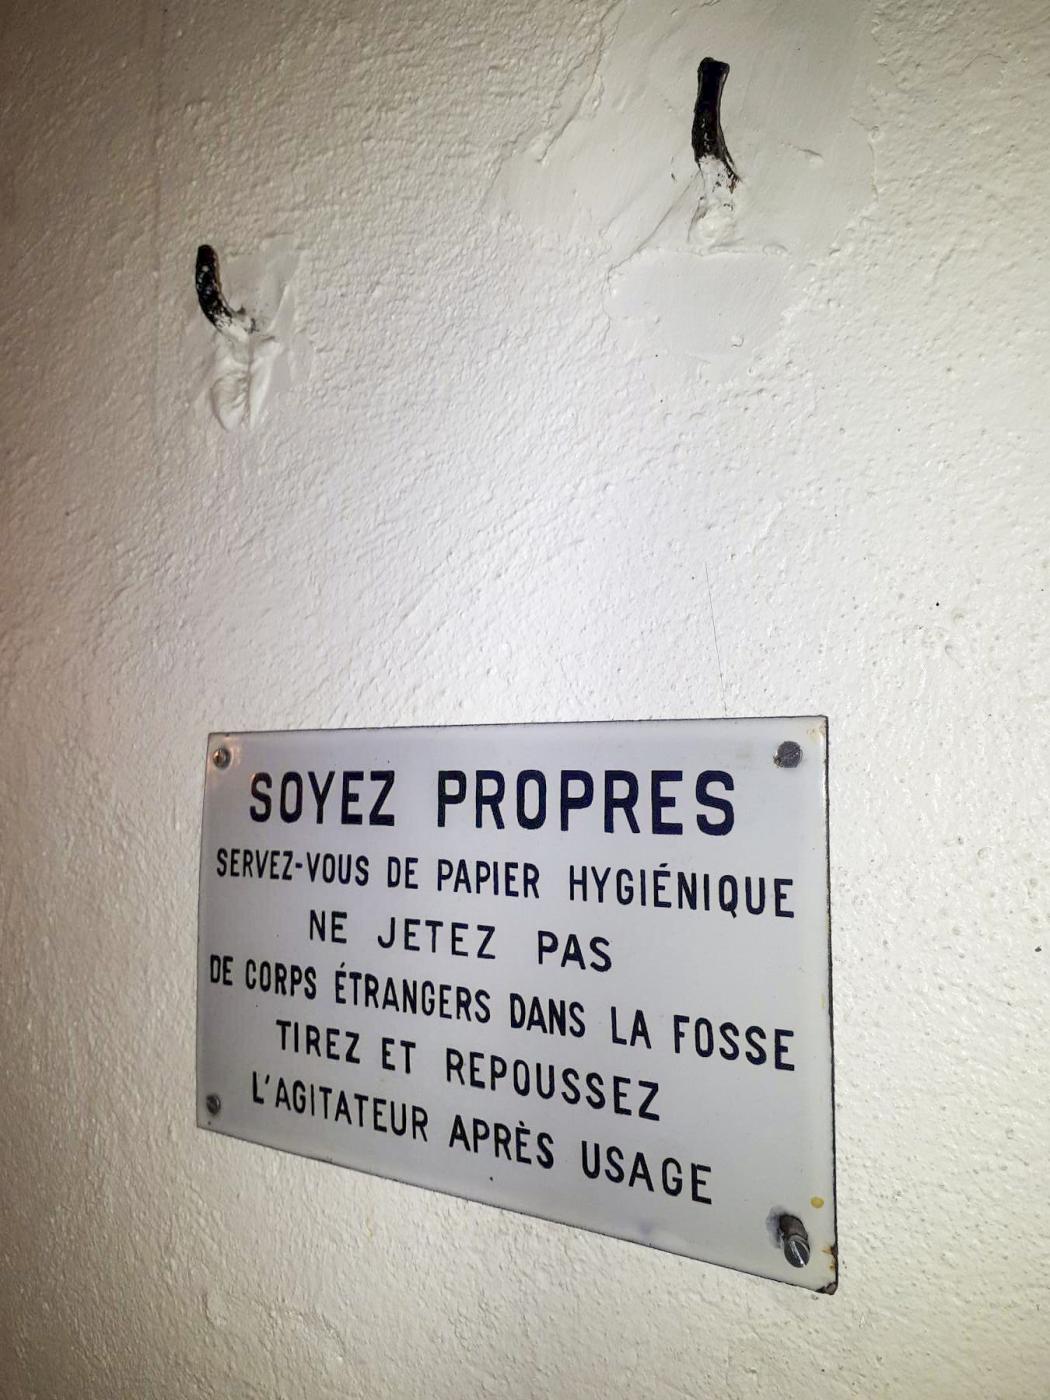 SOYEZ PROPRES
SERVEZ-VOUS DE PAPIER HYGIÉNIQUE
NE JETEZ PAS
DE CORPS ÉTRANGERS DANS LA FOSSE
TIREZ ET REPOUSSEZ
L'AGITATEUR APRÈS USAGE